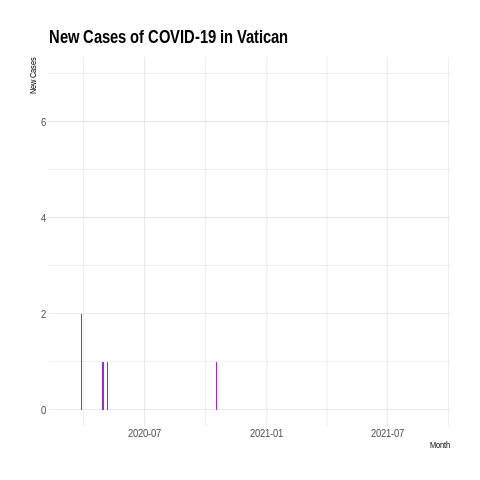 New Cases of COVID-19 in Vatican
New Cases
6
4
2
0
2020-07
2021-01
2021-07
Month